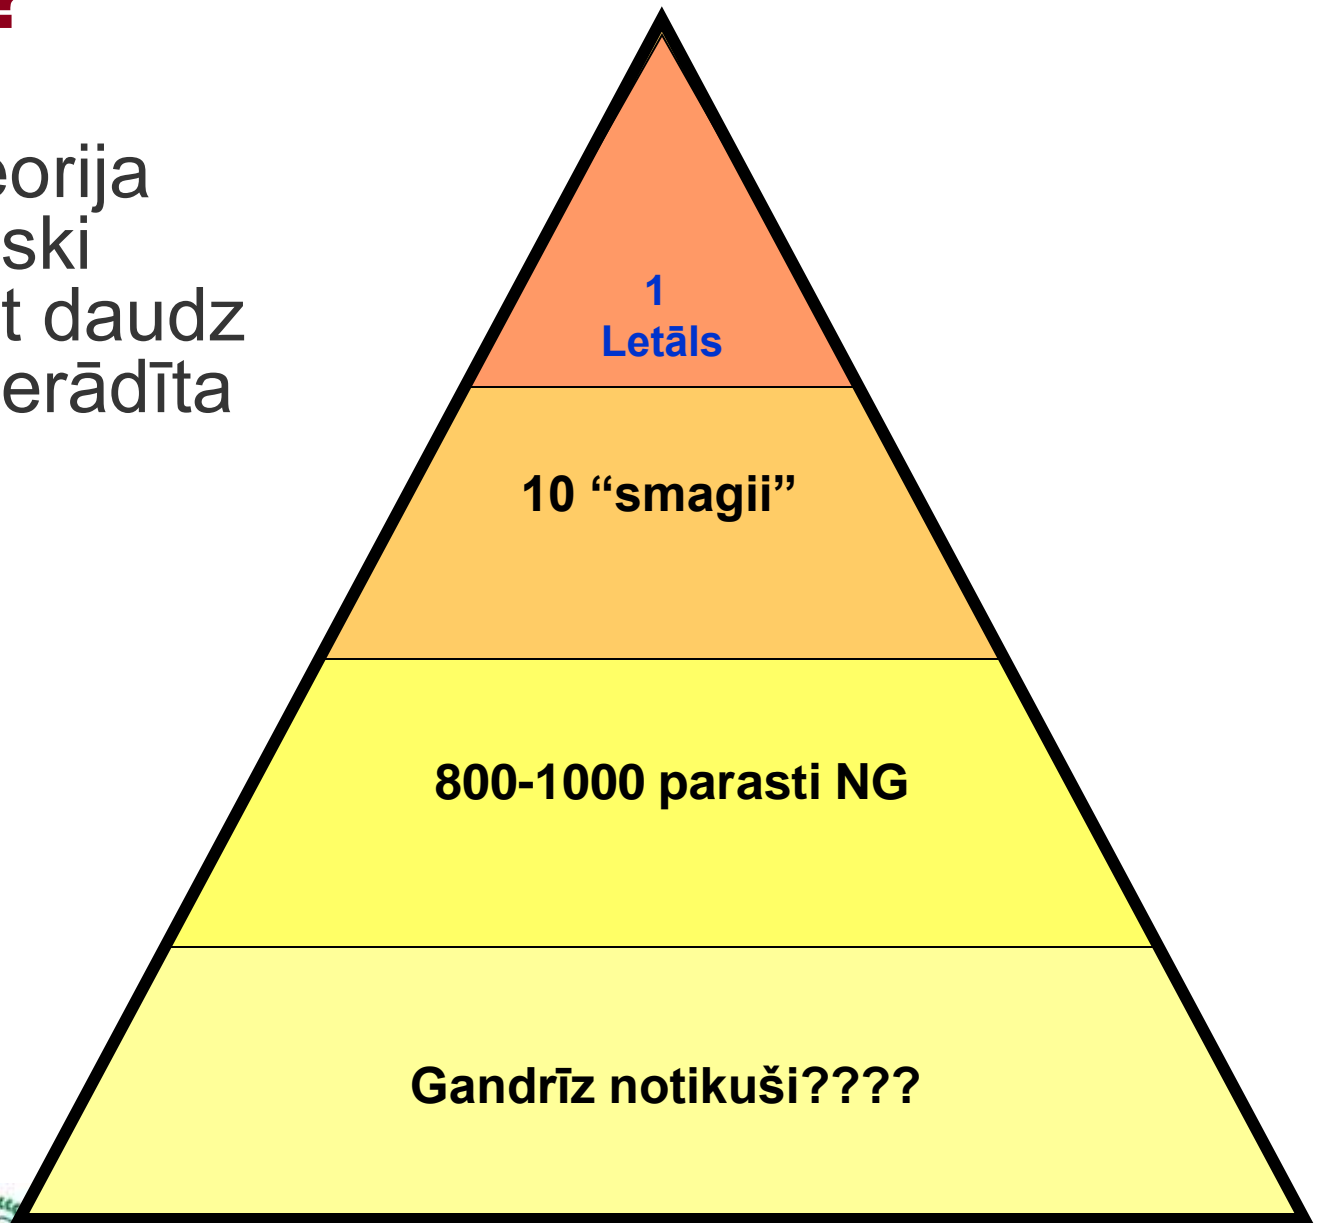 eorija
ski
t daudz
erādīta
1
Letāls
10 “smagii”
800-1000 parasti NG
Gandrīz notikuši????